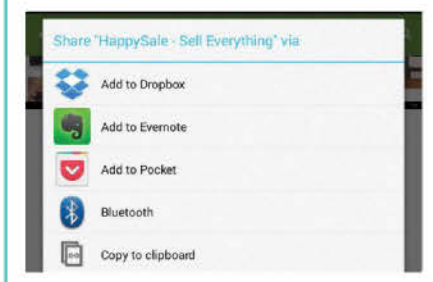 Share "HappySale - Sell Everything" via
Add to Dropbox
Add to Evernote
Add to Pocket
Bluetooth
Copy to clipboard